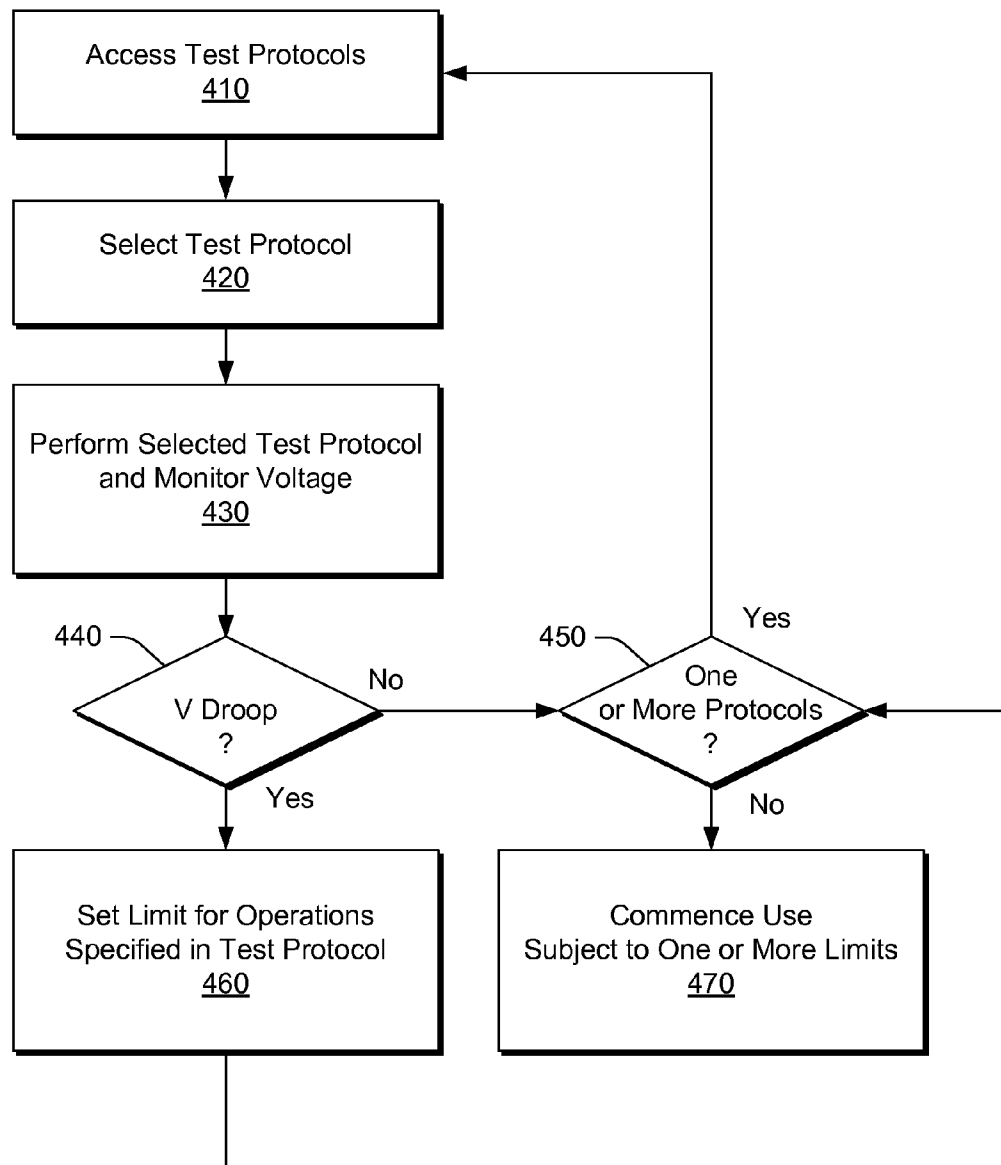 Access Test Protocols
410
Select Test Protocol
420
Perform Selected Test Protocol
and Monitor Voltage
430
440
V Droop
?
No
Yes
450
One
or More Protocols
?
Yes
No
Set Limit for Operations
Specified in Test Protocol
460
Commence Use
Subject to One or More Limits
470